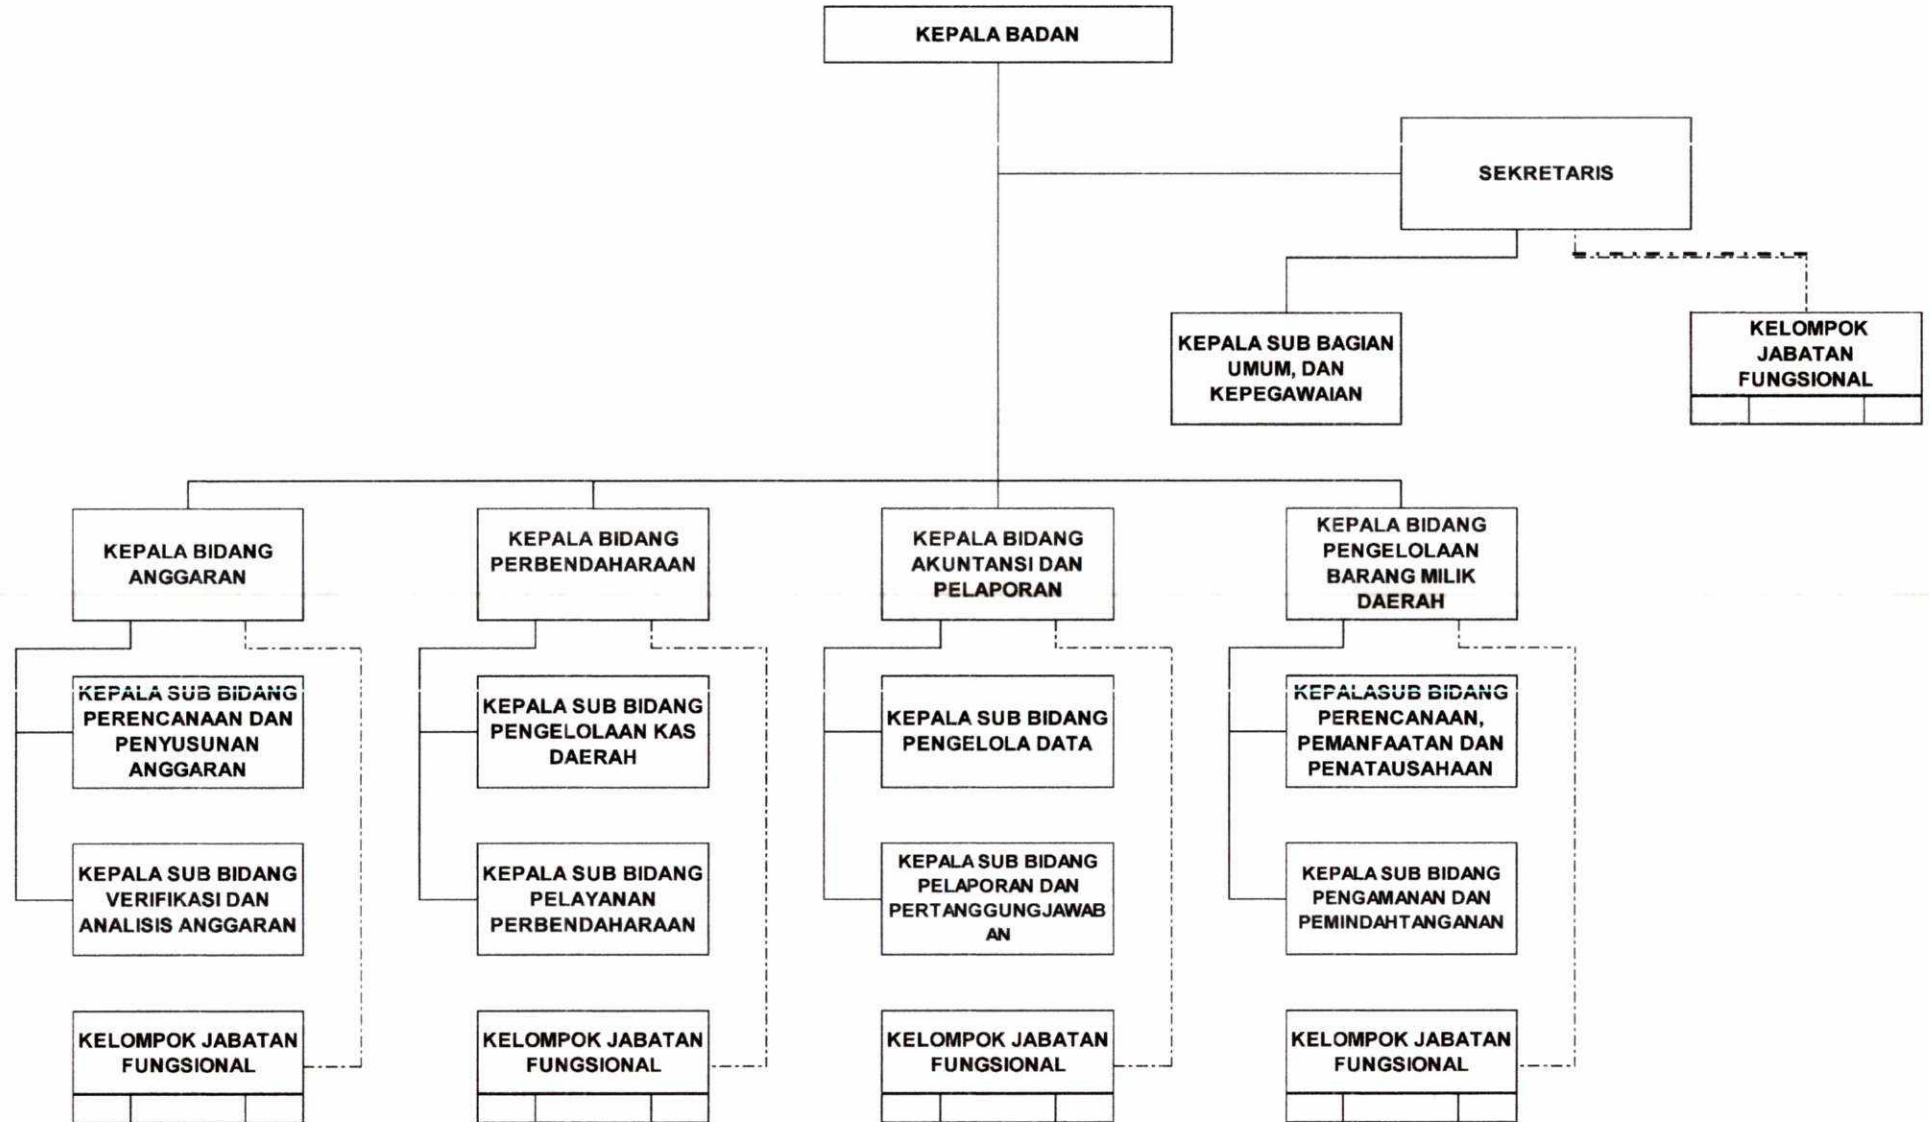 KEPALA BADAN
SEKRETARIS
KEPALA SUB BAGIAN
UMUM, DAN
KEPEGAWAIAN
KELOMPOK
JABATAN
FUNGSIONAL
KEPALA BIDANG
ANGGARAN
KEPALA BIDANG
PERBENDAHARAAN
KEPALA BIDANG
AKUNTANSI DAN
PELAPORAN
KEPALA BIDANG
PENGELOLAAN
BARANG MILIK
DAERAH
KEPALA SUB BIDANG
PERENCANAAN DAN
PENYUSUNAN
ANGGARAN
KEPALA SUB BIDANG
PENGELOLAAN KAS
DAERAH
KEPALA SUB BIDANG
PENGELOLA DATA
KEPALASUB BIDANG
PERENCANAAN,
PEMANFAATAN DAN
PENATAUSAHAAN
KEPALA SUB BIDANG
VERIFIKASI DAN
ANALISIS ANGGARAN
KEPALA SUB BIDANG
PELAYANAN
PERBENDAHARAAN
KEPALA SUB BIDANG
PELAPORAN DAN
PERTANGGUNGJAWAB
AN
KEPALA SUB BIDANG
PENGAMANAN DAN
PEMINDAHTANGANAN
KELOMPOK JABATAN
FUNGSIONAL
KELOMPOK JABATAN
FUNGSIONAL
KELOMPOK JABATAN
FUNGSIONAL
KELOMPOK JABATAN
FUNGSIONAL